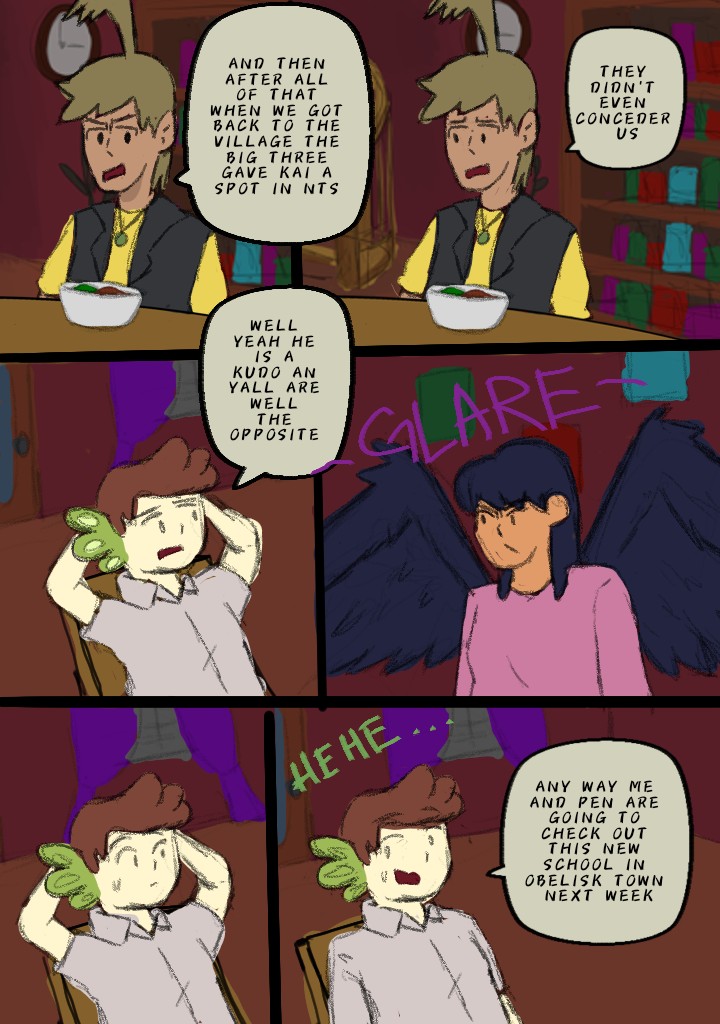 AND THEN
AFTER ALL
OF THAT
WHEN WE GOT
BACK TO THE
VILLAGE THE
BIG THREE
GAVE KAI A
SPOT IN NTS
THEY
DIDN'T
EVEN
CONCEDER
US
WELL
YEAH HE
IS A
KUDO AN
YALL ARE
WELL
THE
OPPOSITE
~GLARE~
HEHE...
ANY WAY ME
AND PEN ARE
GOING TO
CHECK OUT
THIS NEW
SCHOOL IN
OBELISK TOWN
NEXT WEEK